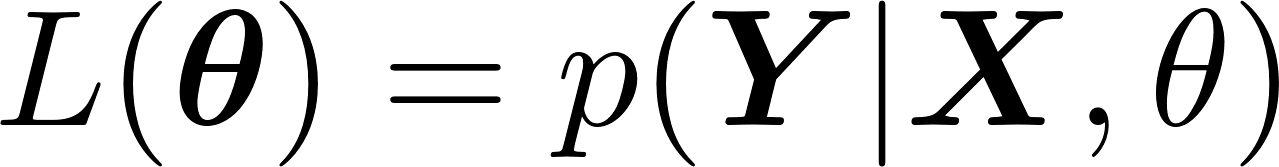 L(θ) = p(Y|X, θ)